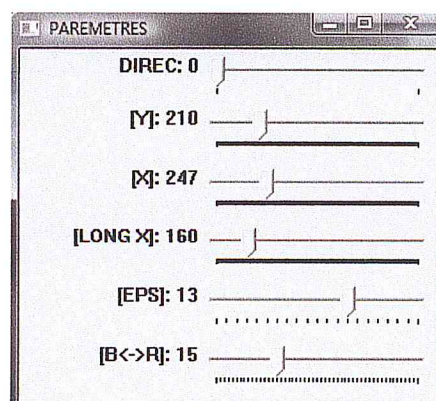 PAREMETRES
DIREC: 0
[Y]: 210
[X]: 247
[LONG X]: 160
[EPS]: 13
[B<->R]: 15